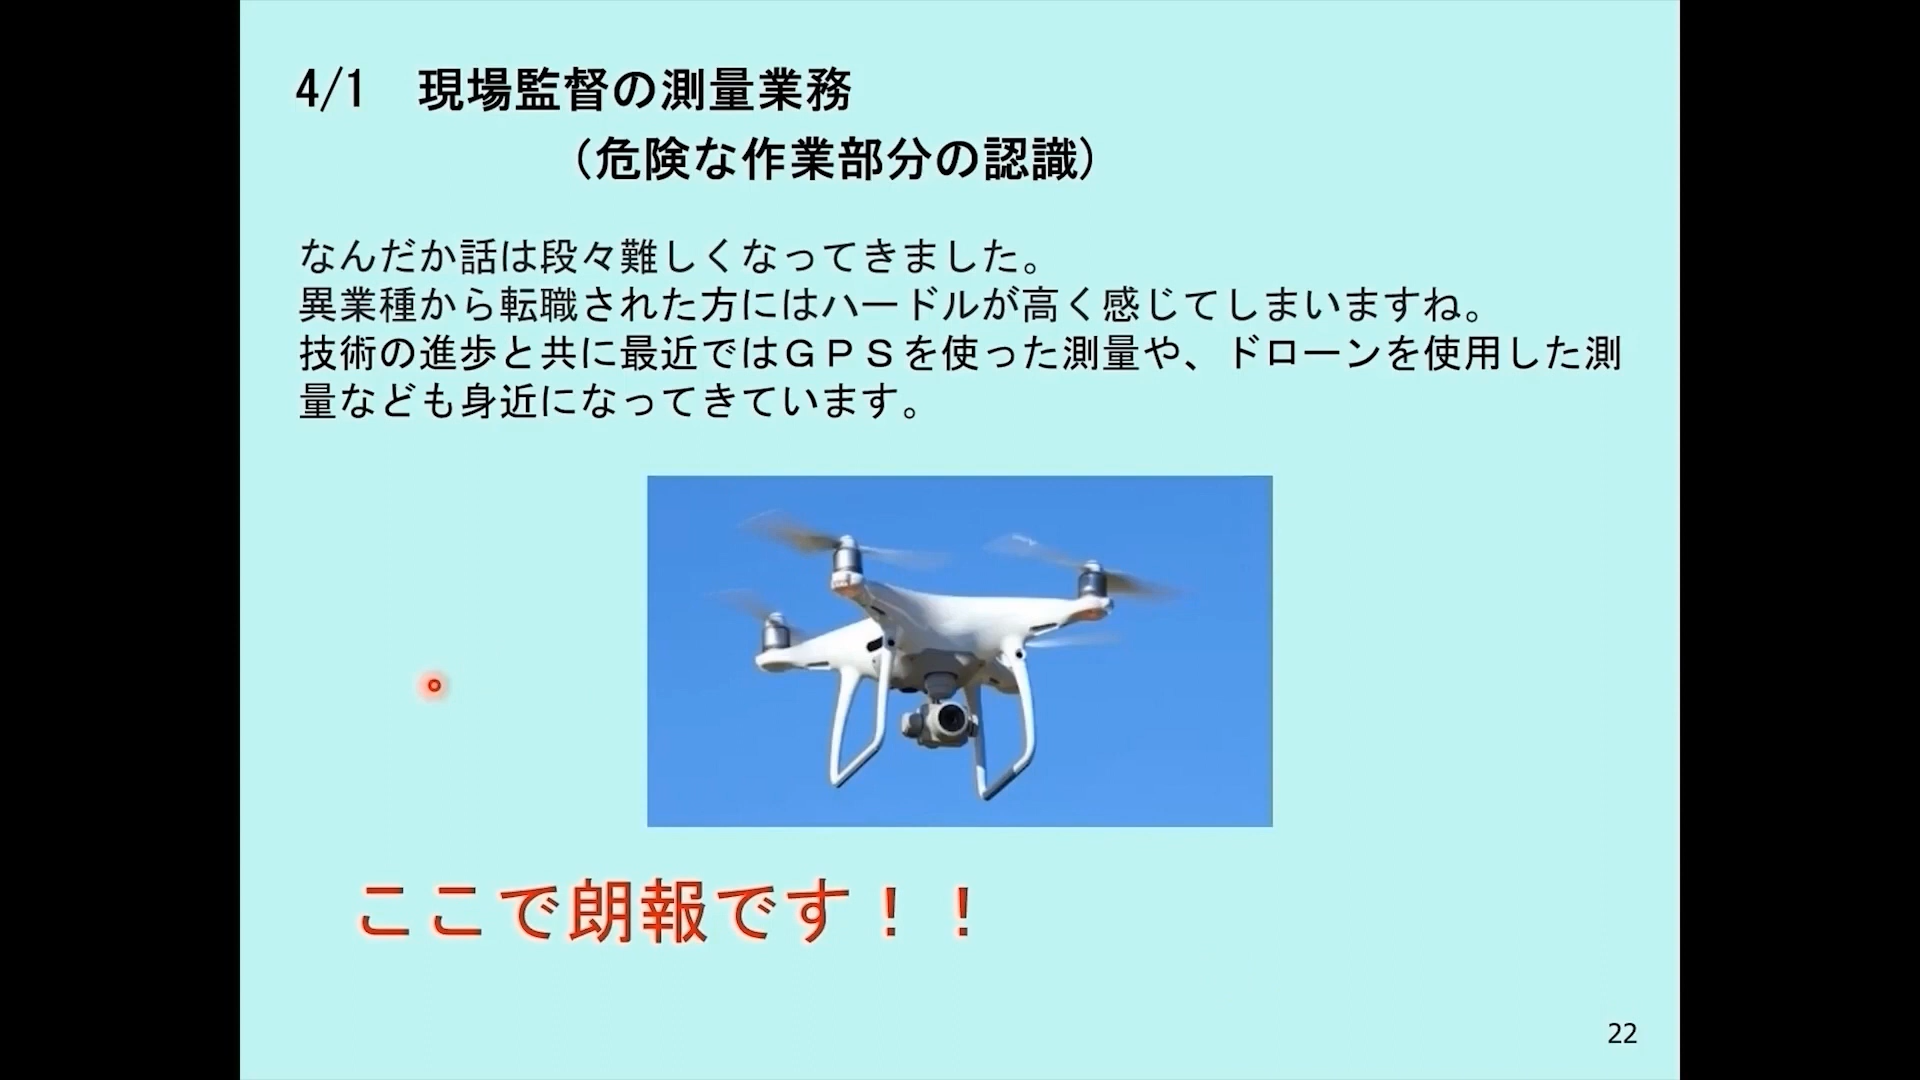 4/1　現場監督の測量業務
（危険な作業部分の認識）
なんだか話は段々難しくなってきました。
異業種から転職された方にはハードルが高く感じてしまいますね。
技術の進歩と共に最近ではＧＰＳを使った測量や、ドローンを使用した測
量なども身近になってきています。
ここで朗報です！！
22